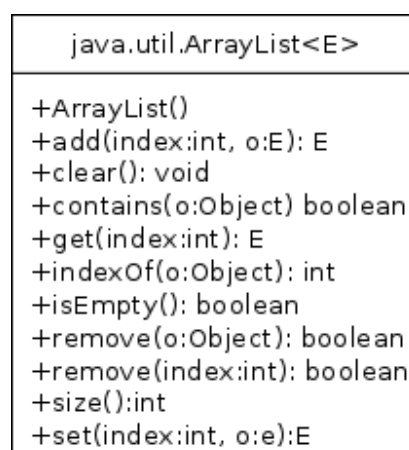 java.util.ArrayList<E>
+ArrayList()
+add(index:int, o:E): E
+clear(): void
+contains(o:Object) boolean
+get(index:int): E
+indexOf(o:Object): int
+isEmpty(): boolean
+remove(o:Object): boolean
+remove(index:int): boolean
+size():int
+set(index:int, o:e):E